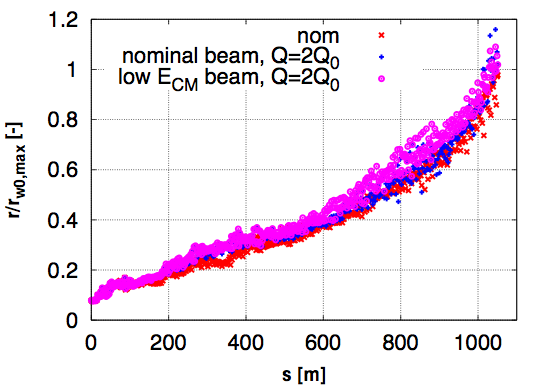 nom
nominal beam, Q=2Q0
low ECM beam, Q=2Q0
1.2
1
0.8
0.6
0.4
0.2
0
r/rw0,max [-]
0 200 400 600 800 1000
s [m]